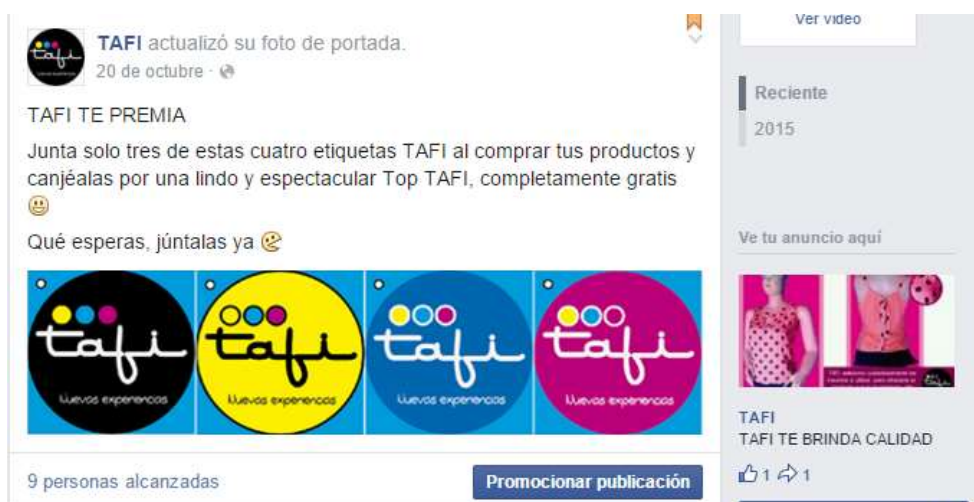 TAFI actualizó su foto de portada.
20 de octubre
TAFI TE PREMIA
Junta solo tres de estas cuatro etiquetas TAFI al comprar tus productos y
canjéalas por una lindo y espectacular Top TAFI, completamente gratis
Qué esperas, júntalas ya
tafi
Nuevas experiencias
tafi
Nuevas experiencias
tafi
Nuevas experiencias
tafi
Nuevas experiencias
9 personas alcanzadas
Promocionar publicación
Ver video
Reciente
2015
Ve tu anuncio aquí
TAFI
TAFI TE BRINDA CALIDAD
1 1